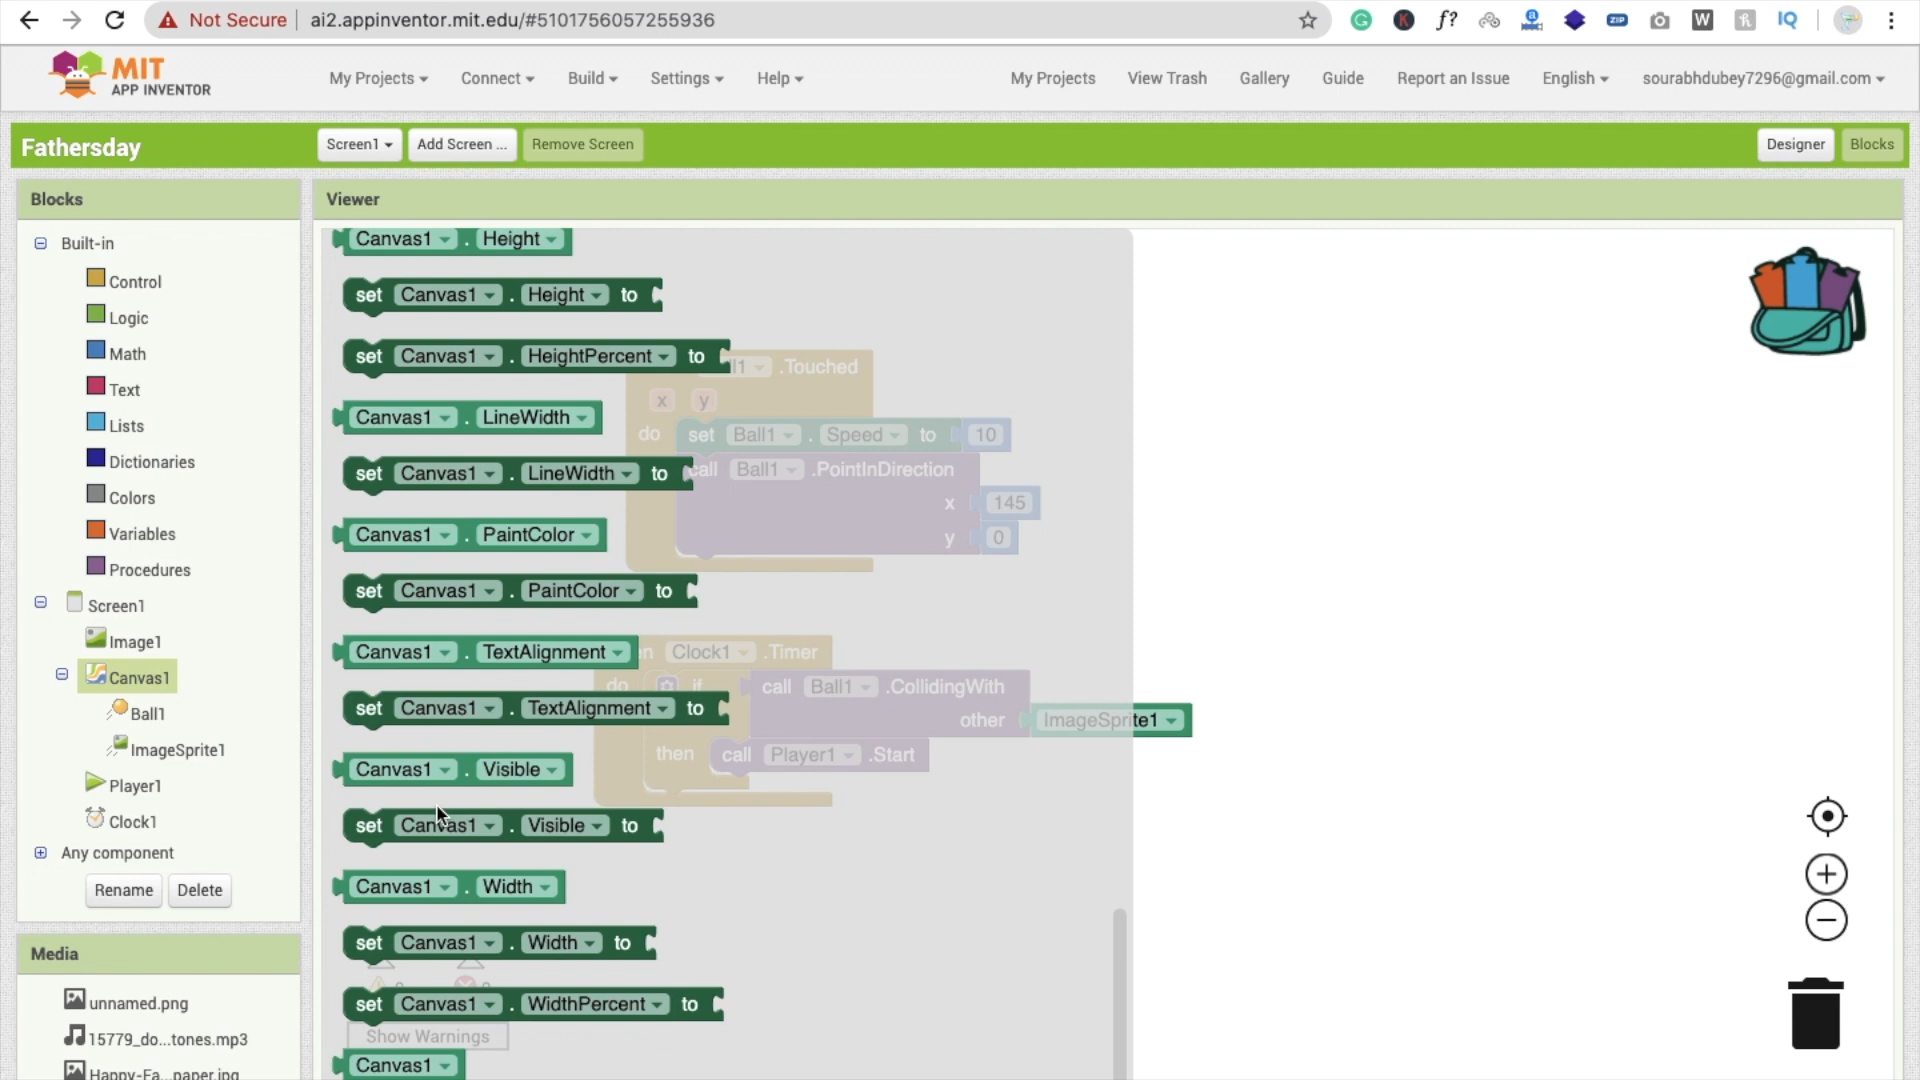 Not Secure
ai2.appinventor.mit.edu/#5101756057255936
f?
ZIP
W
IQ
MIT
APP INVENTOR
My Projects
Connect
Build
Settings
Help
My Projects
View Trash
Gallery
Guide
Report an Issue
English
sourabhdubey7296@gmail.com
Fathersday
Screen1
Add Screen ...
Remove Screen
Designer
Blocks
Blocks
Built-in
Control
Logic
Math
Text
Lists
Dictionaries
Colors
Variables
Procedures
Screen1
Image1
Canvas1
Ball1
ImageSprite1
Player1
Clock1
Any component
Rename
Delete
Media
unnamed.png
15779_do...tones.mp3
Happy-Fa...paper.jpg
Viewer
Canvas1 . Height
set Canvas1 . Height to
set Canvas1 . HeightPercent to
Canvas1 . LineWidth
set Canvas1 . LineWidth to
Canvas1 . PaintColor
set Canvas1 . PaintColor to
Canvas1 . TextAlignment
set Canvas1 . TextAlignment to
Canvas1 . Visible
set Canvas1 . Visible to
Canvas1 . Width
set Canvas1 . Width to
set Canvas1 . WidthPercent to
Show Warnings
Canvas1
.Touched
x y
do set Ball1 . Speed to 10
call Ball1 .PointInDirection
x 145
y 0
Clock1 .Timer
do if call Ball1 .CollidingWith
other ImageSprite1
then call Player1 .Start